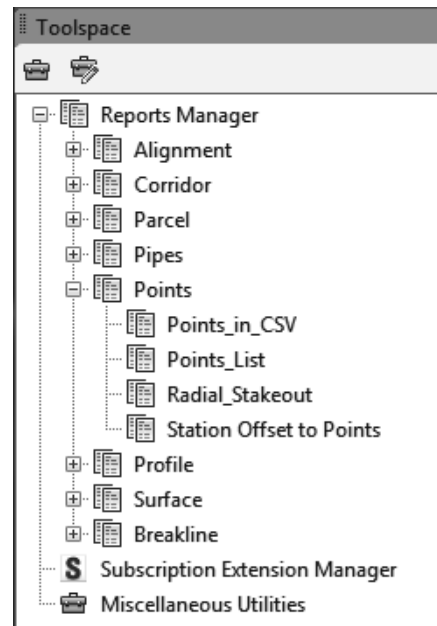 Toolspace
Reports Manager
Alignment
Corridor
Parcel
Pipes
Points
Points_in_CSV
Points_List
Radial_Stakeout
Station Offset to Points
Profile
Surface
Breakline
S Subscription Extension Manager
Miscellaneous Utilities